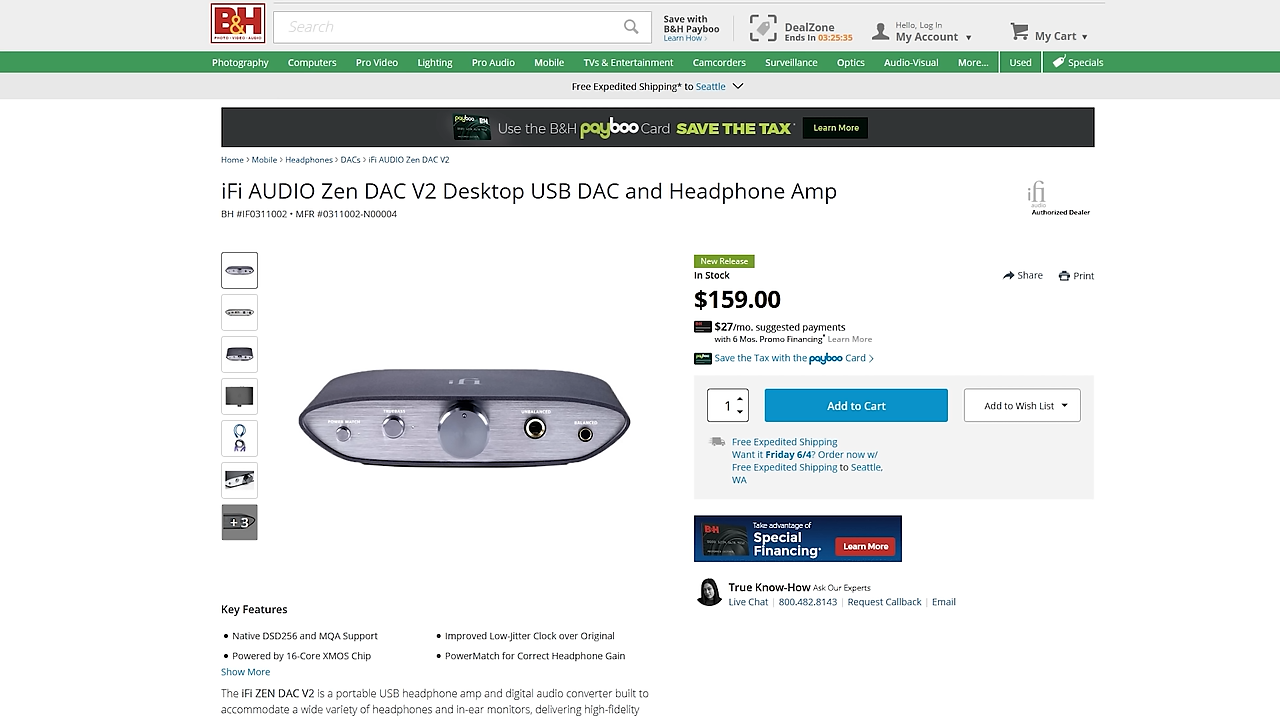 B&H
PHOTO • VIDEO • AUDIO
Search
Save with
B&H Payboo
Learn How ›
DealZone
Ends In 03:25:35
Hello, Log In
My Account
My Cart
Photography Computers Pro Video Lighting Pro Audio Mobile TVs & Entertainment Camcorders Surveillance Optics Audio-Visual More... Used Specials
Free Expedited Shipping* to Seattle
payboo B&H Use the B&H payboo Card SAVE THE TAX* Learn More
Home › Mobile › Headphones › DACs › iFi AUDIO Zen DAC V2
iFi AUDIO Zen DAC V2 Desktop USB DAC and Headphone Amp
BH #IF0311002 • MFR #0311002-N00004
ifi
audio
Authorized Dealer
New Release
In Stock
Share
Print
$159.00
$27/mo. suggested payments
with 6 Mos. Promo Financing* Learn More
Save the Tax with the payboo Card
1
Add to Cart
Add to Wish List
Free Expedited Shipping
Want it Friday 6/4? Order now w/
Free Expedited Shipping to Seattle,
WA
ifi
POWER MATCH
TRUEBASS
UNBALANCED
BALANCED
+3
B&H
Take advantage of
Special
Financing*
Learn More
True Know-How Ask Our Experts
Live Chat | 800.482.8143 | Request Callback | Email
Key Features
• Native DSD256 and MQA Support
• Improved Low-Jitter Clock over Original
• Powered by 16-Core XMOS Chip
• PowerMatch for Correct Headphone Gain
Show More
The iFi ZEN DAC V2 is a portable USB headphone amp and digital audio converter built to
accommodate a wide variety of headphones and in-ear monitors, delivering high-fidelity